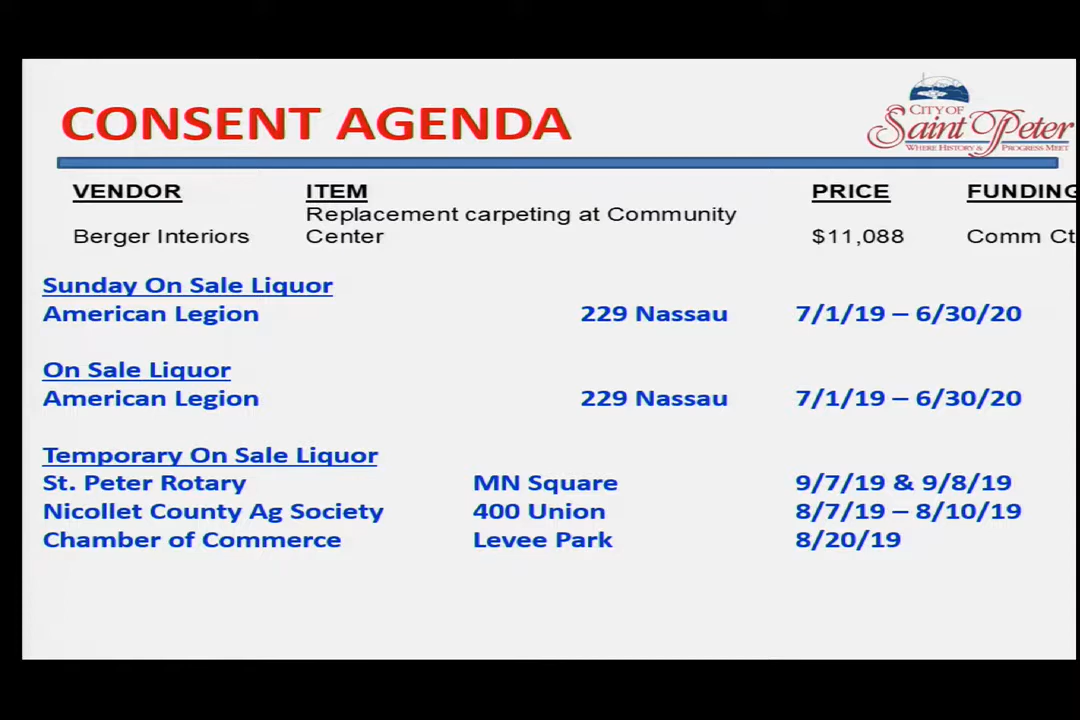 CONSENT AGENDA
CITY OF
Saint Peter
WHERE HISTORY & PROGRESS MEET
VENDOR ITEM PRICE FUNDING
Replacement carpeting at Community
Berger Interiors Center $11,088 Comm Ct
Sunday On Sale Liquor
American Legion 229 Nassau 7/1/19 – 6/30/20
On Sale Liquor
American Legion 229 Nassau 7/1/19 – 6/30/20
Temporary On Sale Liquor
St. Peter Rotary MN Square 9/7/19 & 9/8/19
Nicollet County Ag Society 400 Union 8/7/19 – 8/10/19
Chamber of Commerce Levee Park 8/20/19